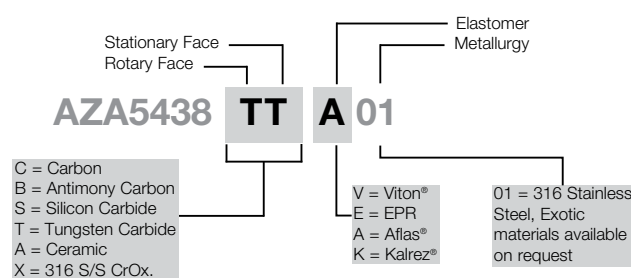 Elastomer
Stationary Face
Metallurgy
Rotary Face
AZA5438 TT A 01
C = Carbon
B = Antimony Carbon
S = Silicon Carbide
T = Tungsten Carbide
A = Ceramic
X = 316 S/S CrOx.
V = Viton®
E = EPR
A = Aflas®
K = Kalrez®
01 = 316 Stainless
Steel, Exotic
materials available
on request